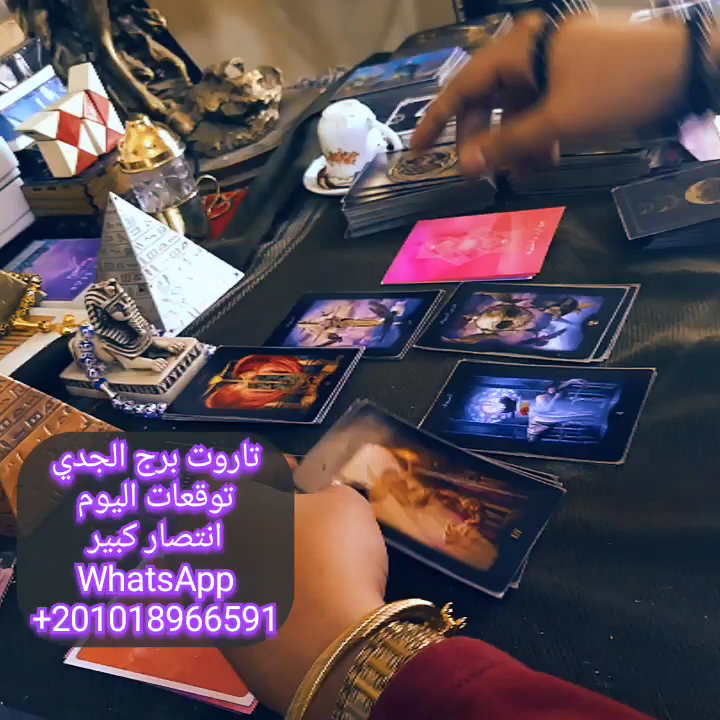 تاروت برج الجدي
توقعات اليوم
انتصار كبير
WhatsApp
+201018966591